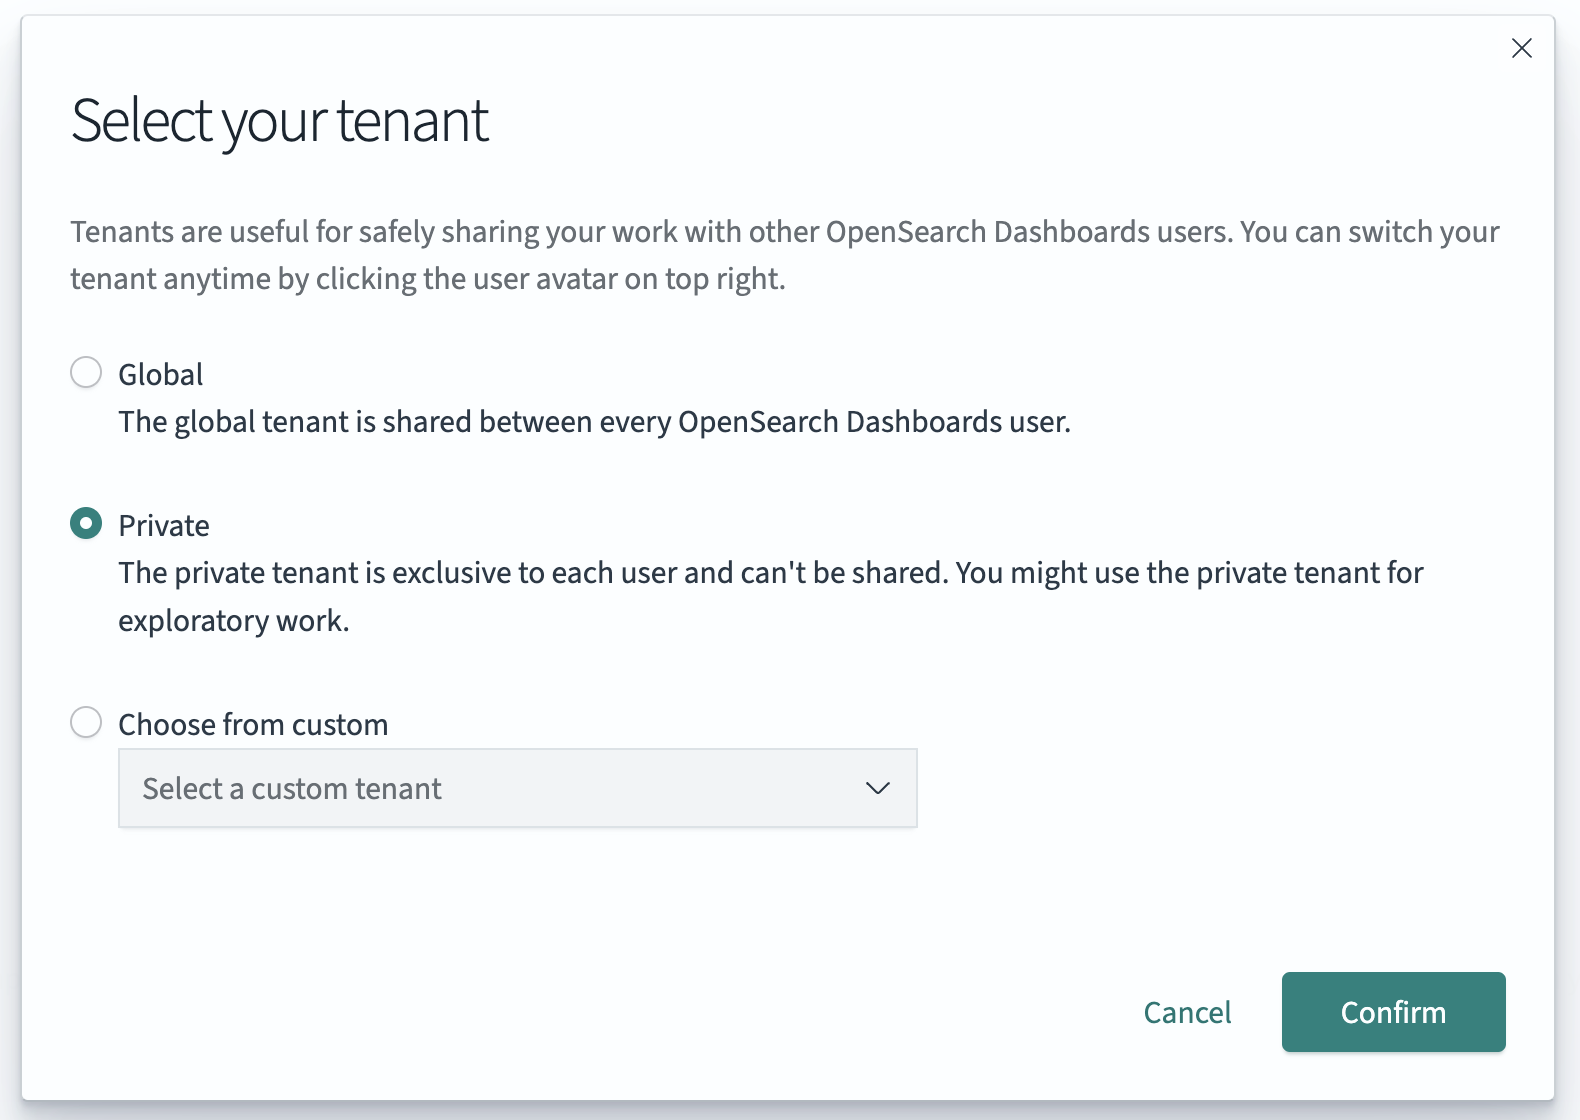 Select your tenant
Tenants are useful for safely sharing your work with other OpenSearch Dashboards users. You can switch your
tenant anytime by clicking the user avatar on top right.
Global
The global tenant is shared between every OpenSearch Dashboards user.
Private
The private tenant is exclusive to each user and can't be shared. You might use the private tenant for
exploratory work.
Choose from custom
Select a custom tenant
Cancel
Confirm